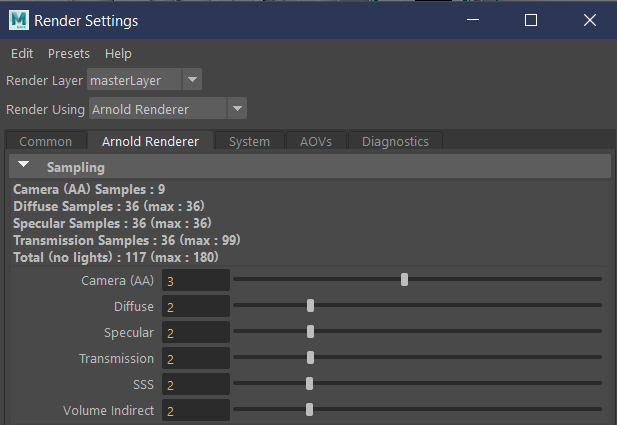 M
Render Settings
Edit Presets Help
Render Layer masterLayer
Render Using Arnold Renderer
Common Arnold Renderer System AOVs Diagnostics
Sampling
Camera (AA) Samples : 9
Diffuse Samples : 36 (max : 36)
Specular Samples : 36 (max : 36)
Transmission Samples : 36 (max : 99)
Total (no lights) : 117 (max : 180)
Camera (AA) 3
Diffuse 2
Specular 2
Transmission 2
SSS 2
Volume Indirect 2